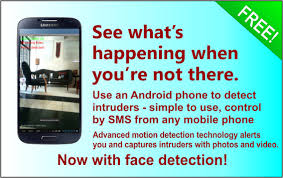 FREE!
See what's
happening when
you're not there.
Use an Android phone to detect
intruders - simple to use, control
by SMS from any mobile phone
Advanced motion detection technology alerts
you and captures intruders with photos and video.
Now with face detection!